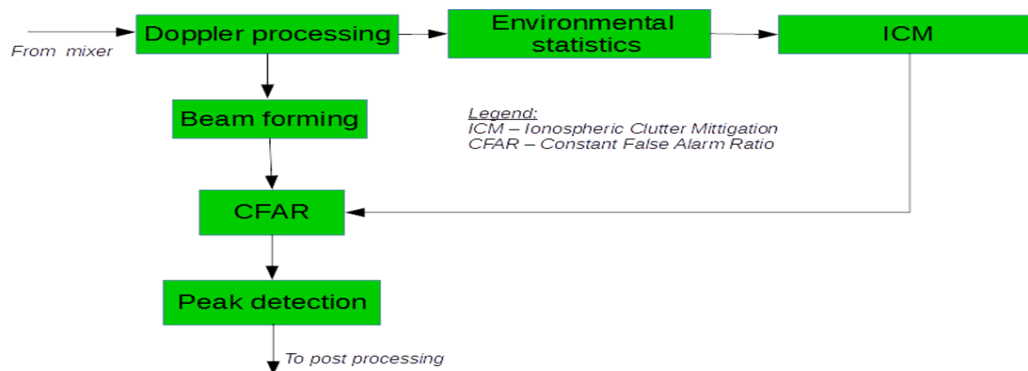 Doppler processing
Environmental
statistics
ICM
From mixer
Beam forming
Legend:
ICM – Ionospheric Clutter Mittigation
CFAR – Constant False Alarm Ratio
CFAR
Peak detection
To post processing